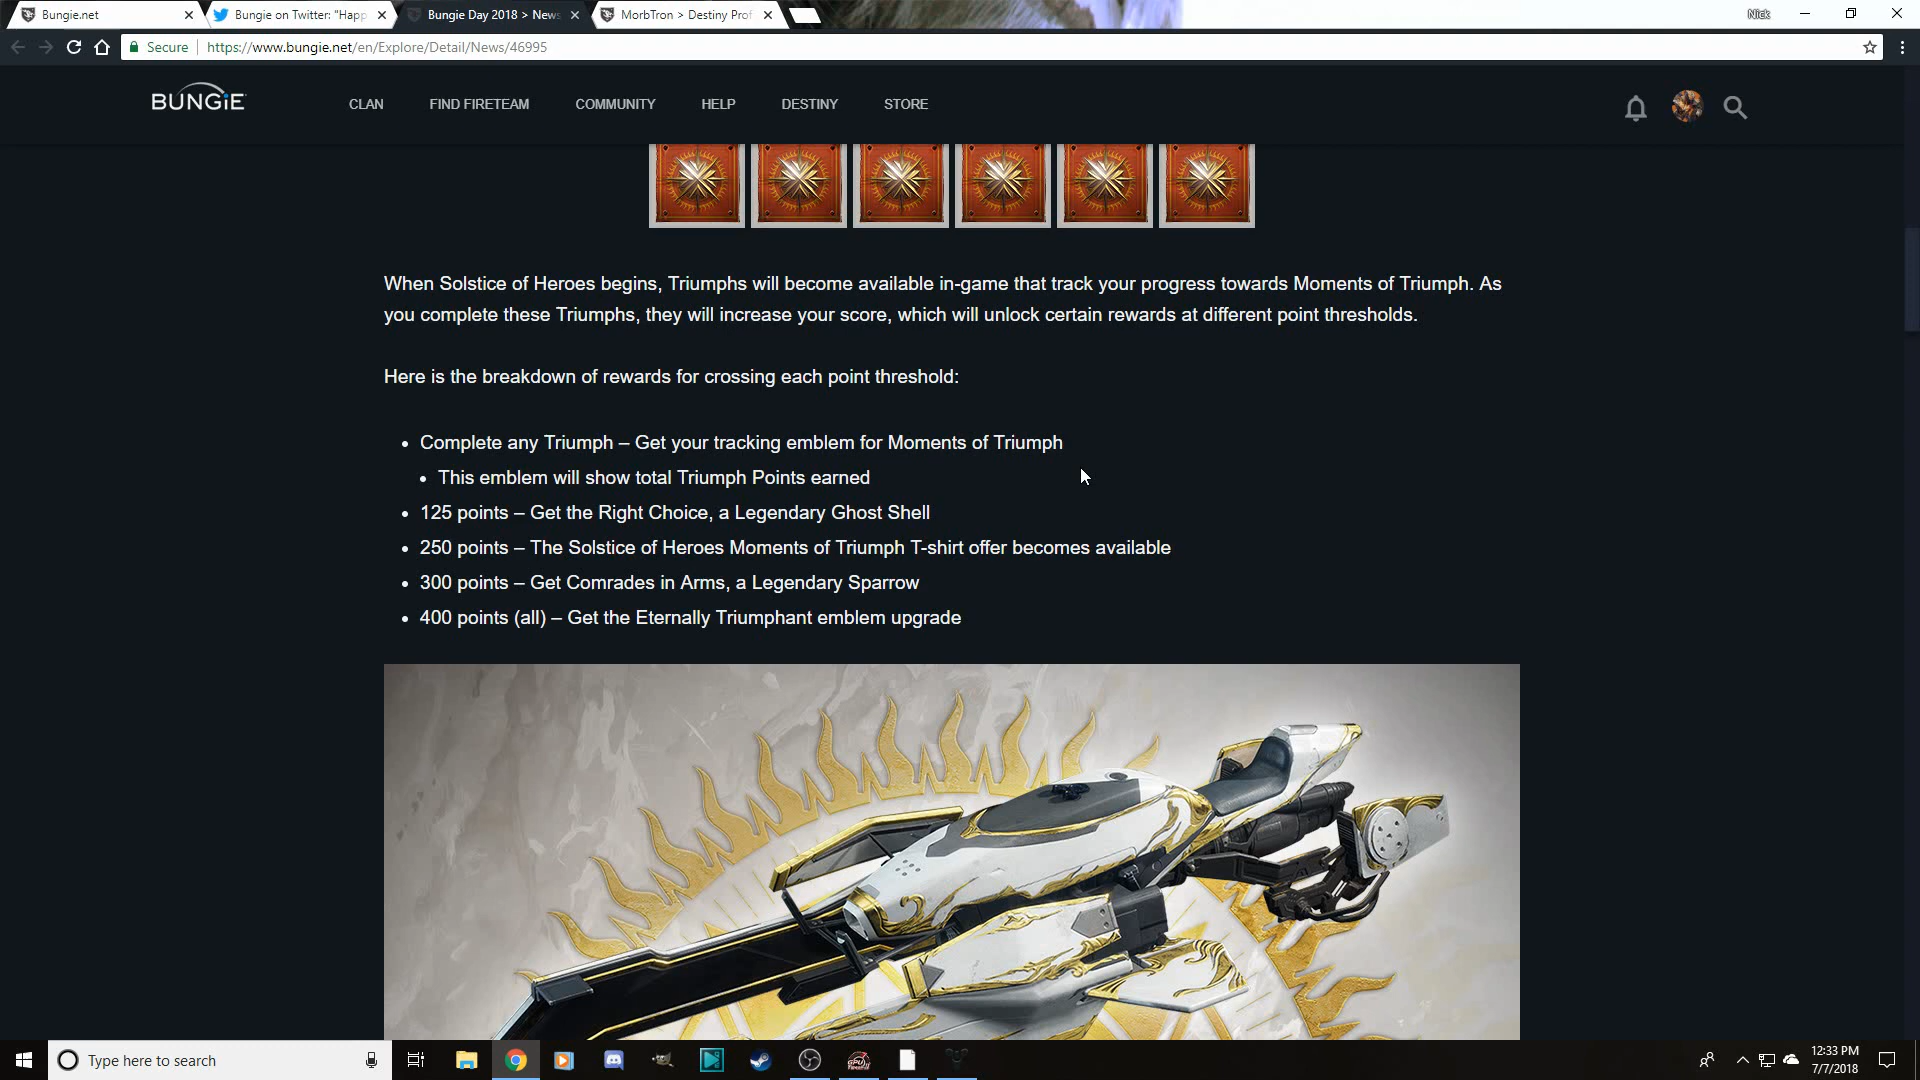 Bungie.net
Bungie on Twitter: "Happ
Bungie Day 2018 > News
MorbTron > Destiny Prof
Nick
Secure
https://www.bungie.net/en/Explore/Detail/News/46995
BUNGiE
CLAN
FIND FIRETEAM
COMMUNITY
HELP
DESTINY
STORE
When Solstice of Heroes begins, Triumphs will become available in-game that track your progress towards Moments of Triumph. As
you complete these Triumphs, they will increase your score, which will unlock certain rewards at different point thresholds.
Here is the breakdown of rewards for crossing each point threshold:
• Complete any Triumph – Get your tracking emblem for Moments of Triumph
• This emblem will show total Triumph Points earned
• 125 points – Get the Right Choice, a Legendary Ghost Shell
• 250 points – The Solstice of Heroes Moments of Triumph T-shirt offer becomes available
• 300 points – Get Comrades in Arms, a Legendary Sparrow
• 400 points (all) – Get the Eternally Triumphant emblem upgrade
Type here to search
GPU
12:33 PM
7/7/2018